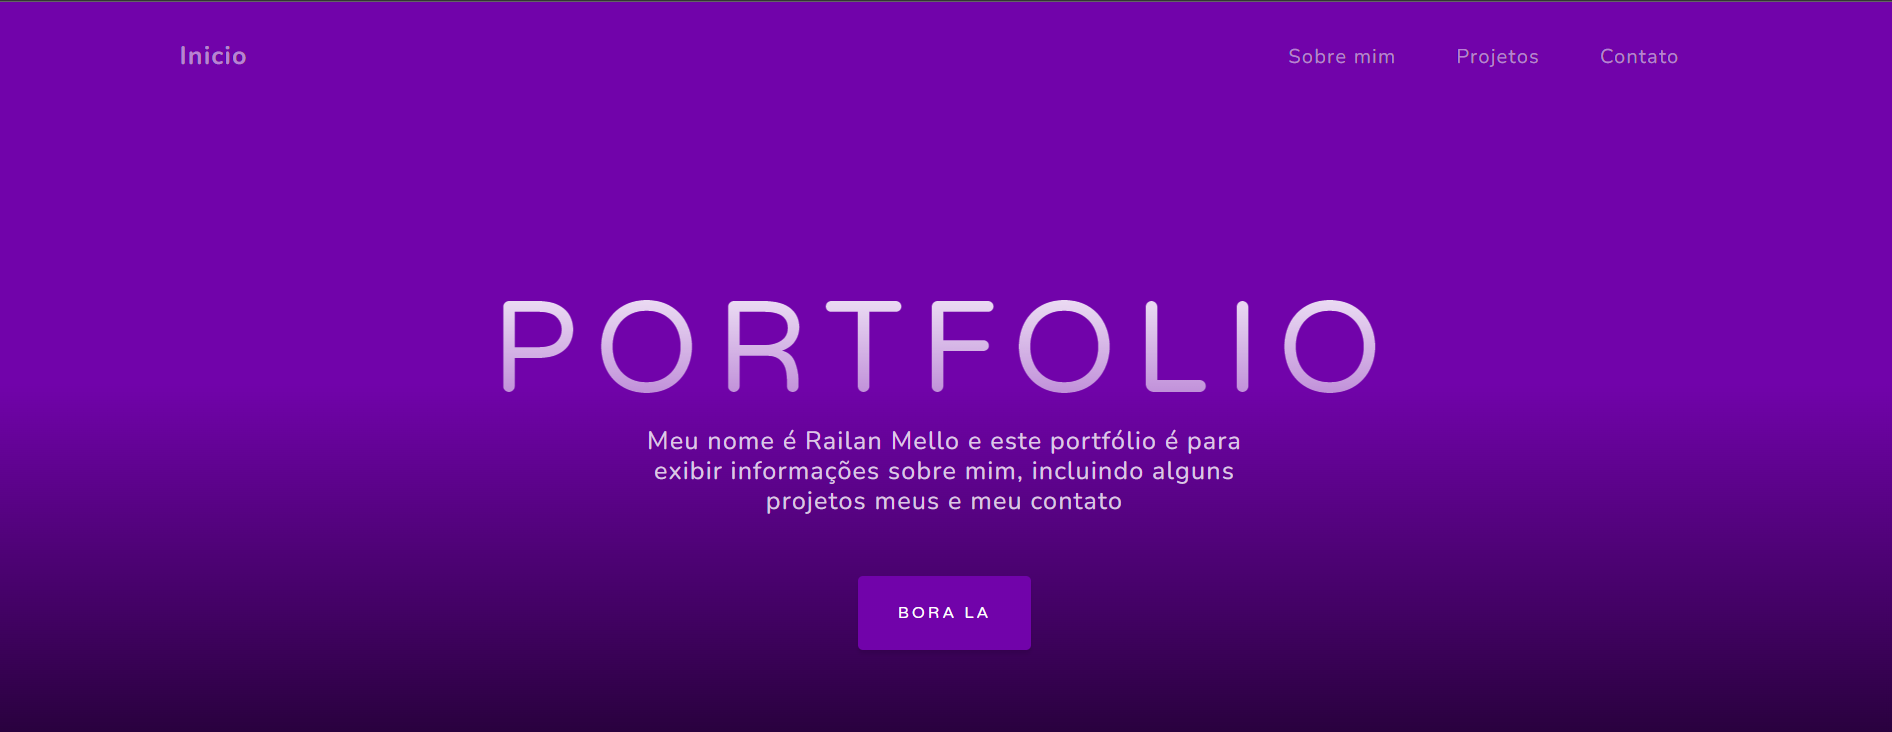 Inicio
Sobre mim
Projetos
Contato
PORTFOLIO
Meu nome é Railan Mello e este portfólio é para
exibir informações sobre mim, incluindo alguns
projetos meus e meu contato
BORA LA